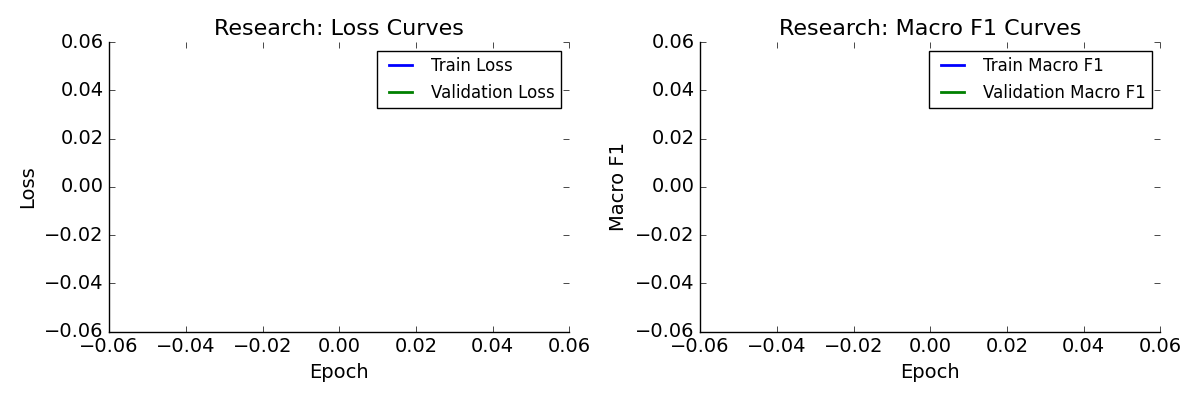 Research: Loss Curves
0.06
0.04
0.02
0.00
−0.02
−0.04
−0.06
Loss
−0.06 −0.04 −0.02 0.00 0.02 0.04 0.06
Epoch
Train Loss
Validation Loss
Research: Macro F1 Curves
0.06
0.04
0.02
0.00
−0.02
−0.04
−0.06
Macro F1
−0.06 −0.04 −0.02 0.00 0.02 0.04 0.06
Epoch
Train Macro F1
Validation Macro F1